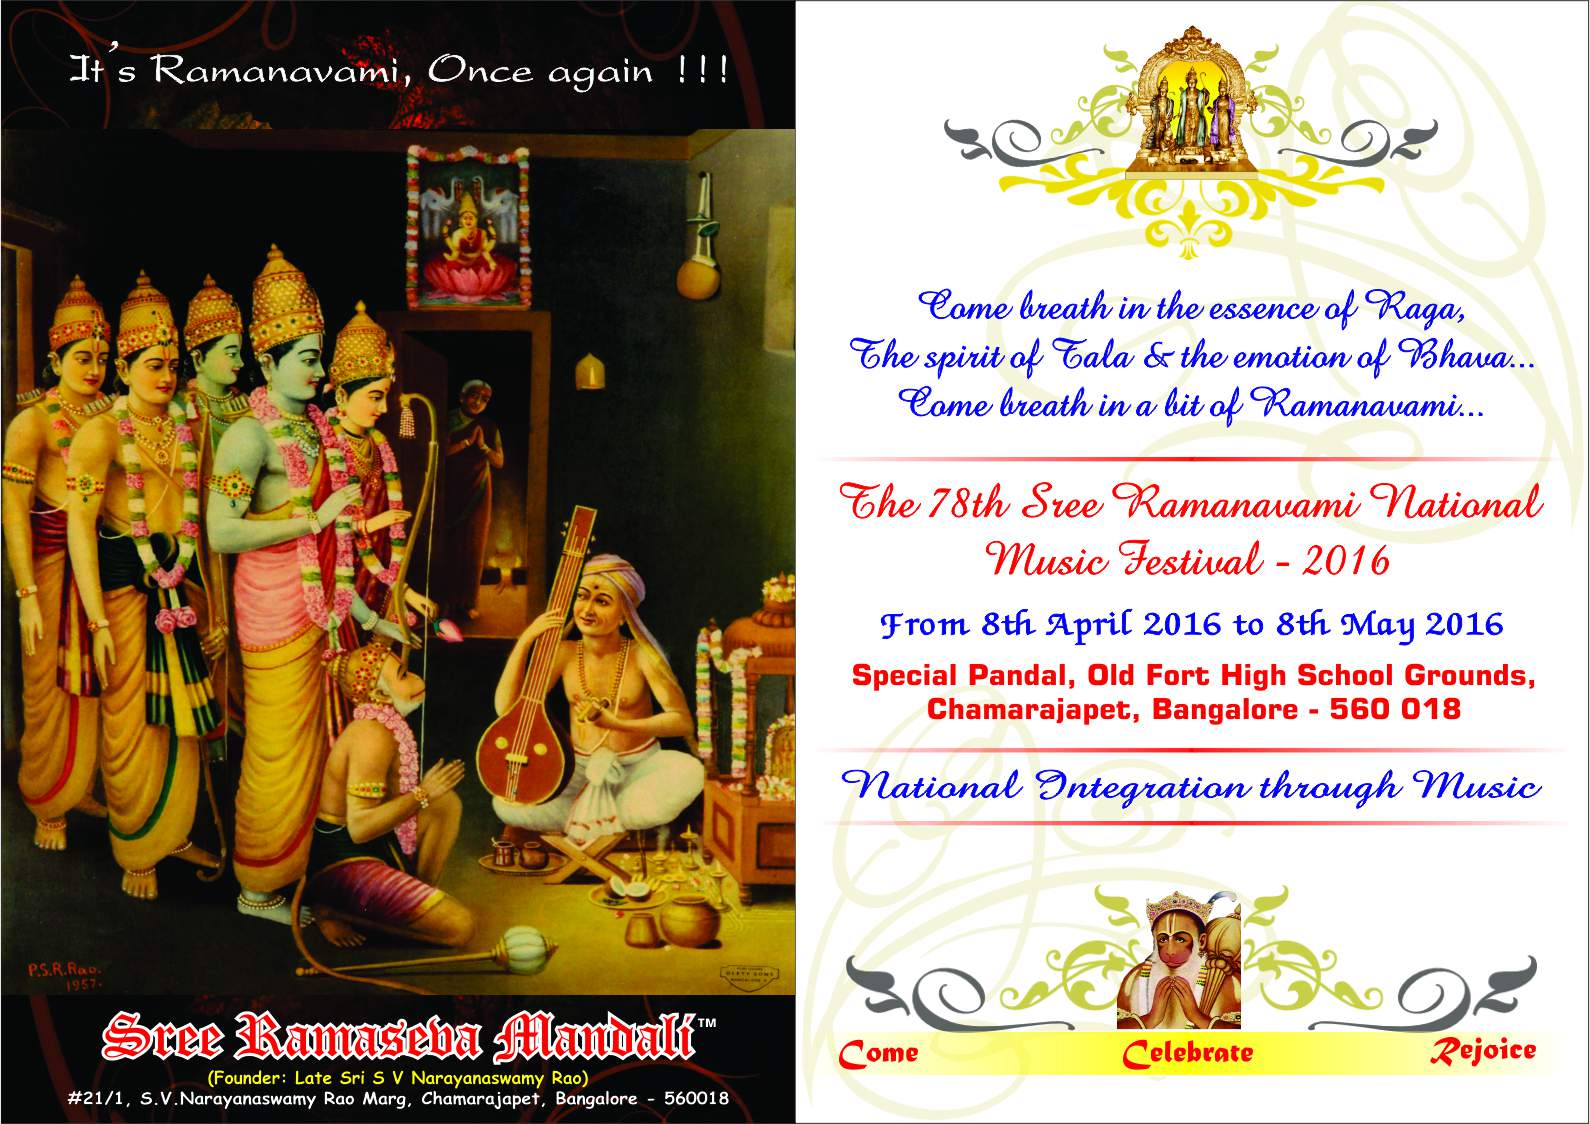 It's Ramanavami, Once again !!!
P.S.R.Rao.
1957.
Sree Ramaseva Mandali™
(Founder: Late Sri S V Narayanaswamy Rao)
#21/1, S.V.Narayanaswamy Rao Marg, Chamarajapet, Bangalore - 560018
Come breath in the essence of Raga,
The spirit of Tala & the emotion of Bhava...
Come breath in a bit of Ramanavami...
The 78th Sree Ramanavami National
Music Festival - 2016
From 8th April 2016 to 8th May 2016
Special Pandal, Old Fort High School Grounds,
Chamarajapet, Bangalore - 560 018
National Integration through Music
Come Celebrate Rejoice